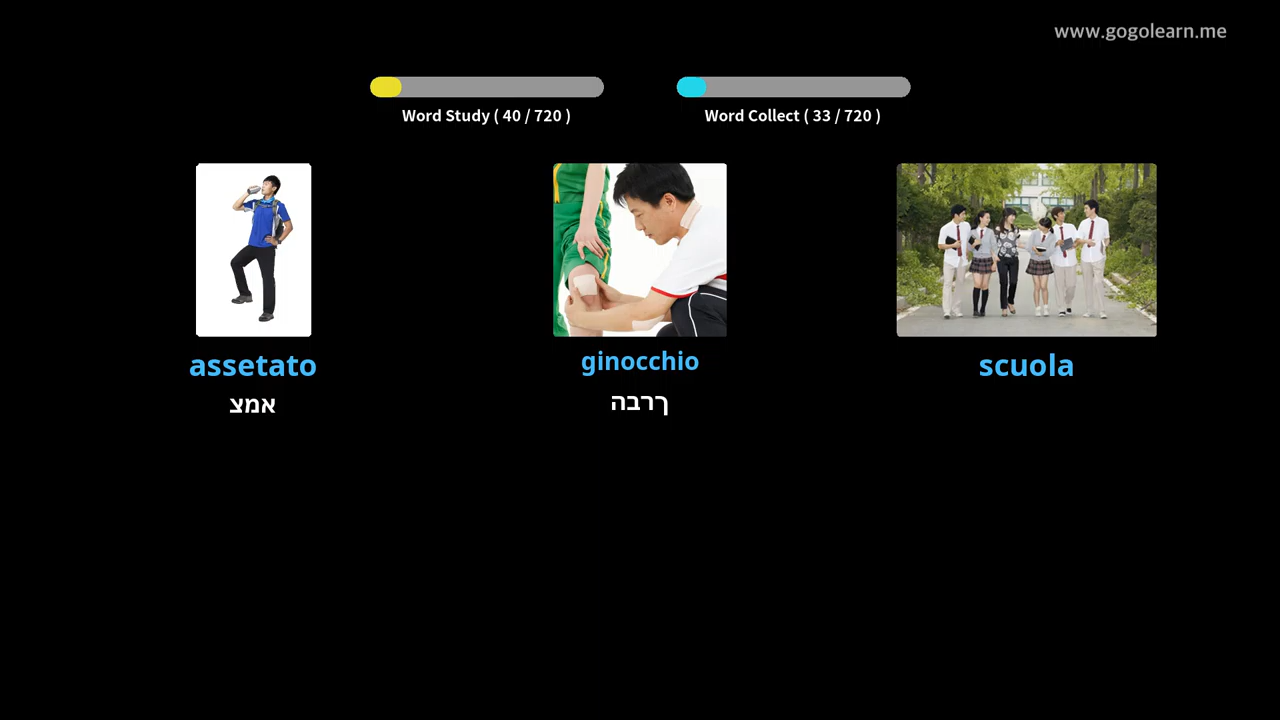 www.gogolearn.me
Word Study ( 40 / 720 )
Word Collect ( 33 / 720 )
assetato
אמצ
ginocchio
ךרבה
scuola